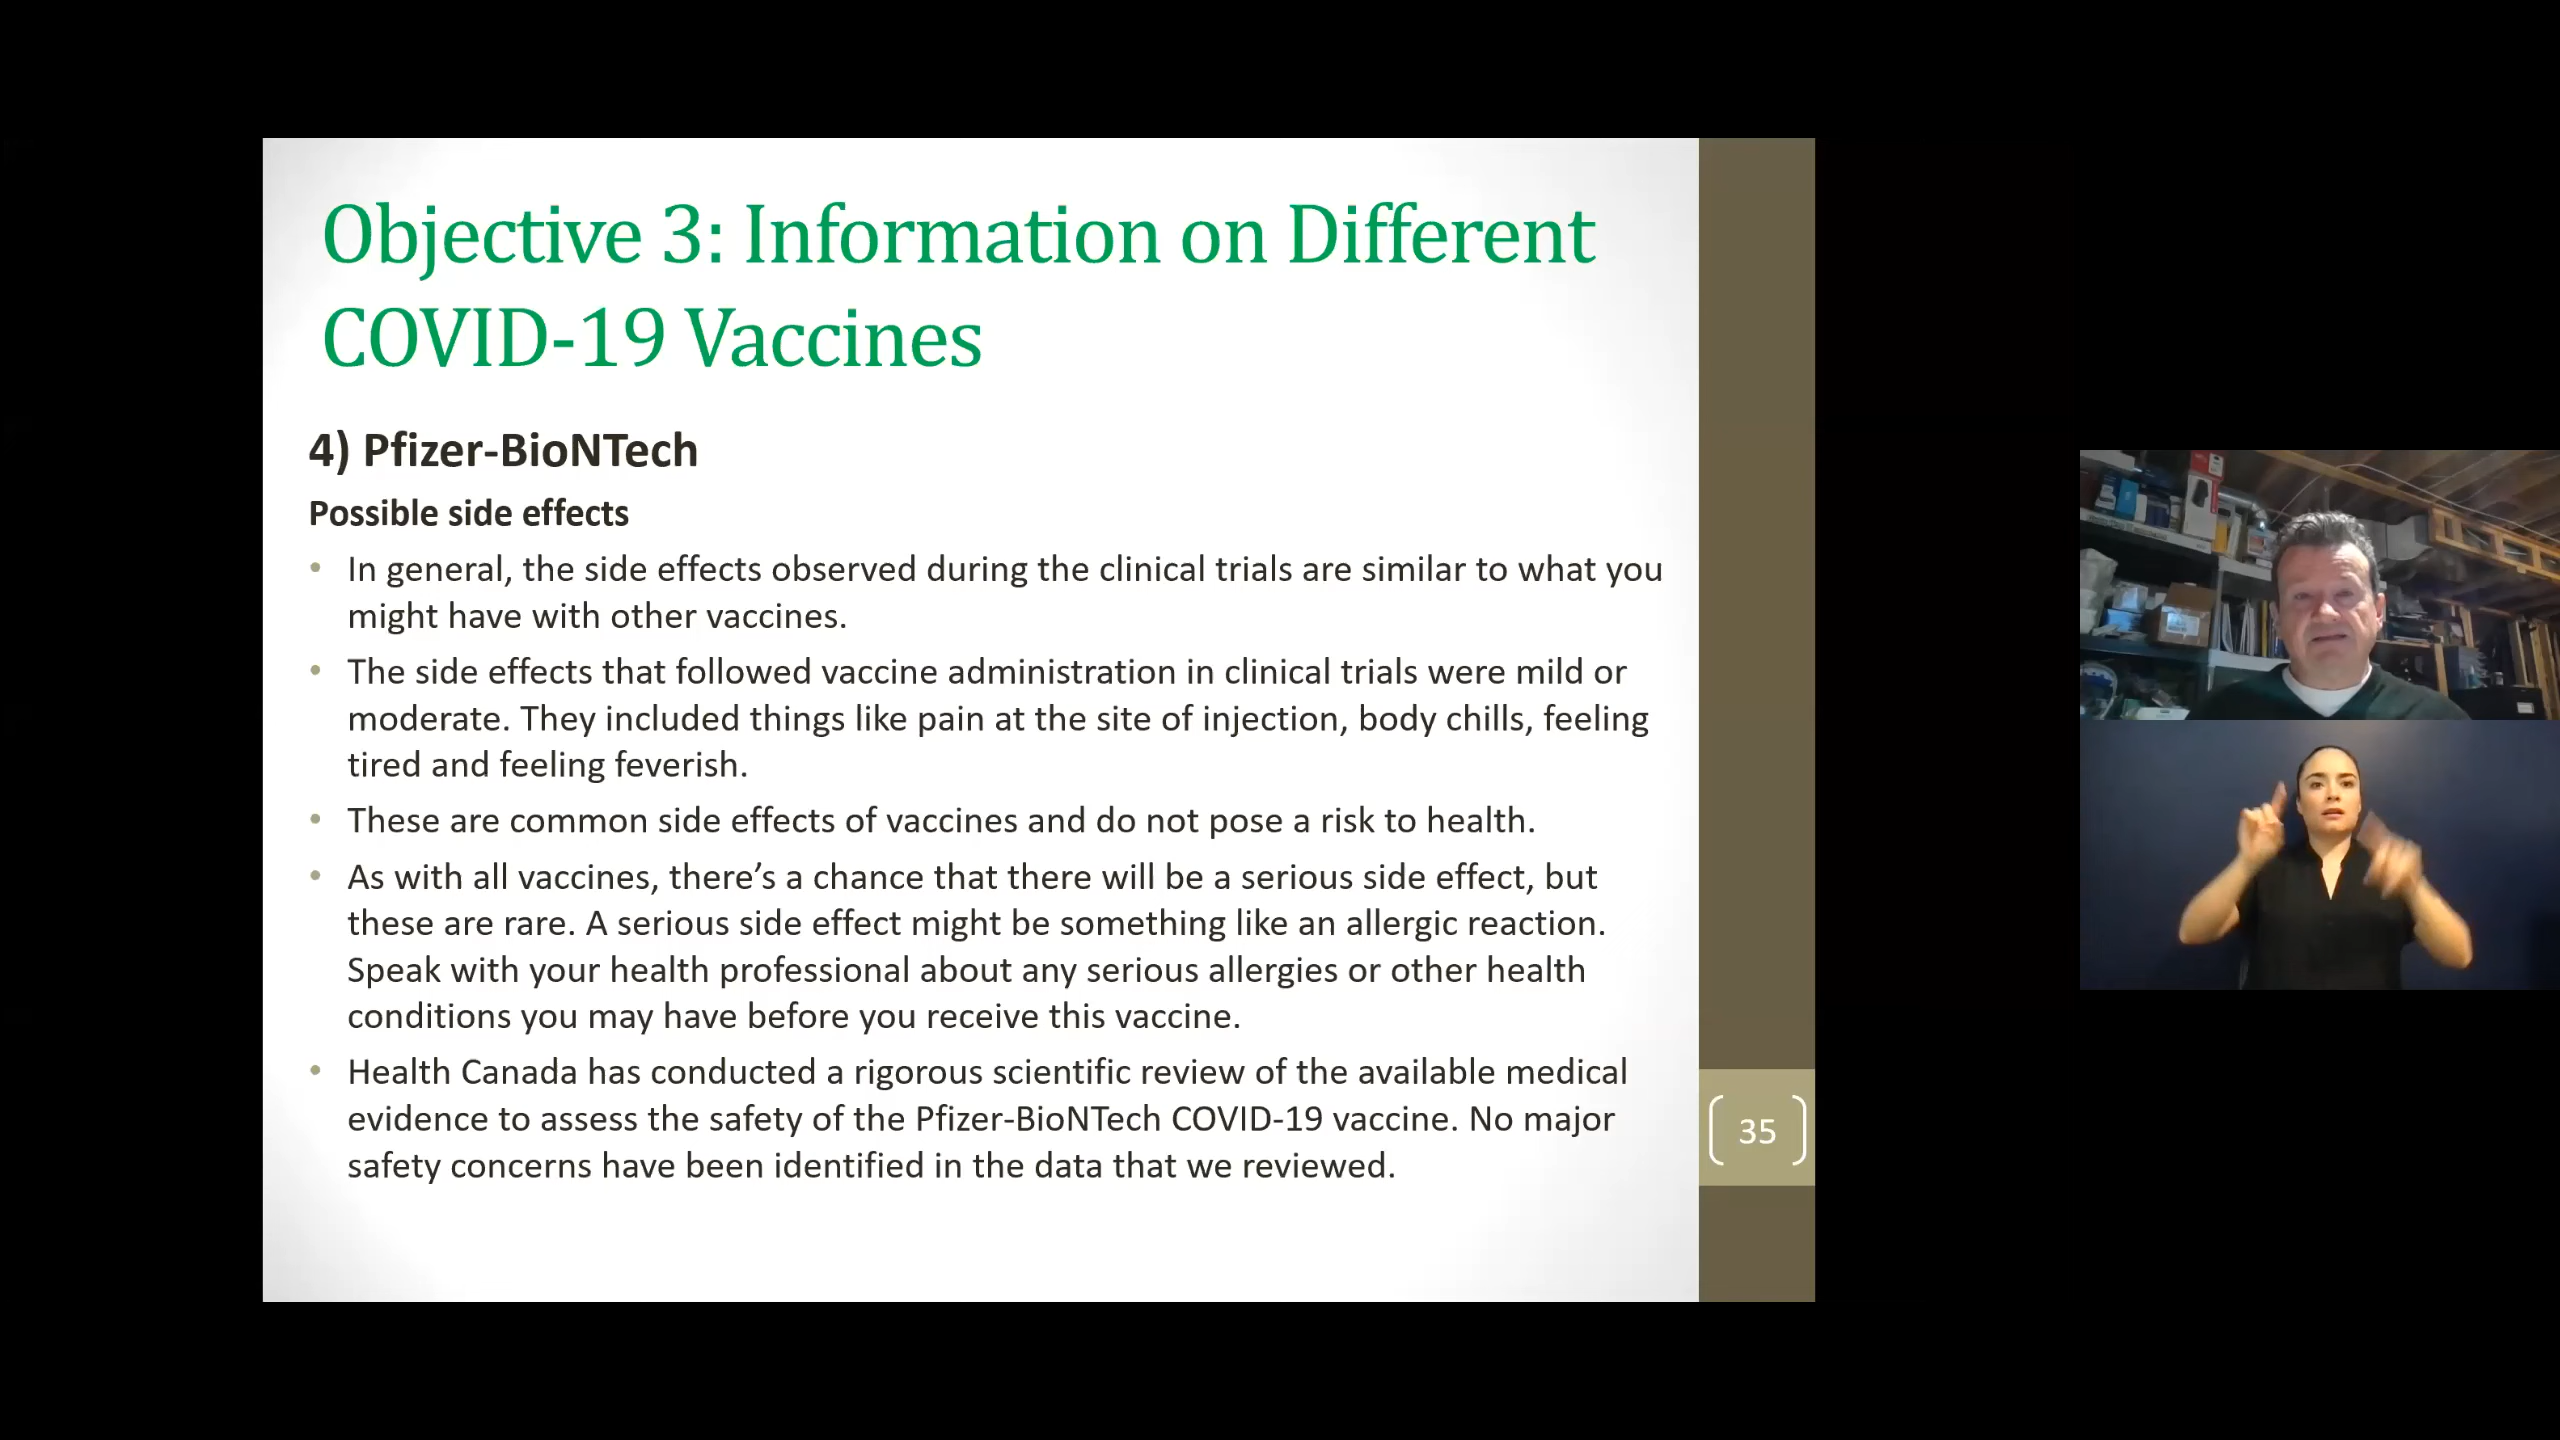 Objective 3: Information on Different
COVID-19 Vaccines
4) Pfizer-BioNTech
Possible side effects
• In general, the side effects observed during the clinical trials are similar to what you
might have with other vaccines.
• The side effects that followed vaccine administration in clinical trials were mild or
moderate. They included things like pain at the site of injection, body chills, feeling
tired and feeling feverish.
• These are common side effects of vaccines and do not pose a risk to health.
• As with all vaccines, there’s a chance that there will be a serious side effect, but
these are rare. A serious side effect might be something like an allergic reaction.
Speak with your health professional about any serious allergies or other health
conditions you may have before you receive this vaccine.
• Health Canada has conducted a rigorous scientific review of the available medical
evidence to assess the safety of the Pfizer-BioNTech COVID-19 vaccine. No major
safety concerns have been identified in the data that we reviewed.
35